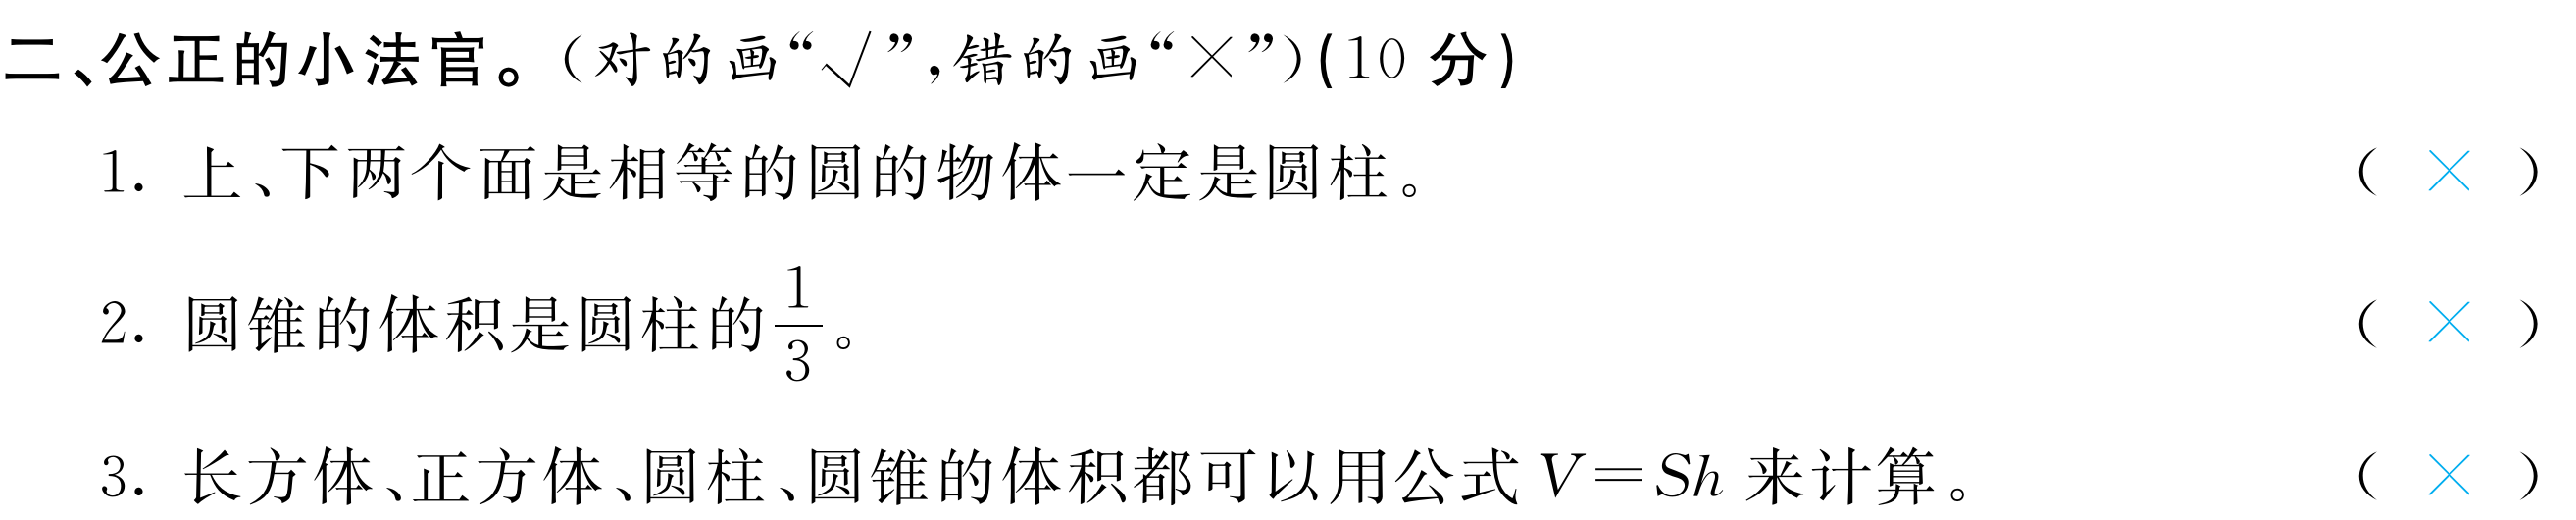 二、公正的小法官。(对的画“√”,错的画“×”)(10 分)
1. 上、下两个面是相等的圆的物体一定是圆柱。 ( × )
2. 圆锥的体积是圆柱的1/3。 ( × )
3. 长方体、正方体、圆柱、圆锥的体积都可以用公式 V=Sh 来计算。 ( × )